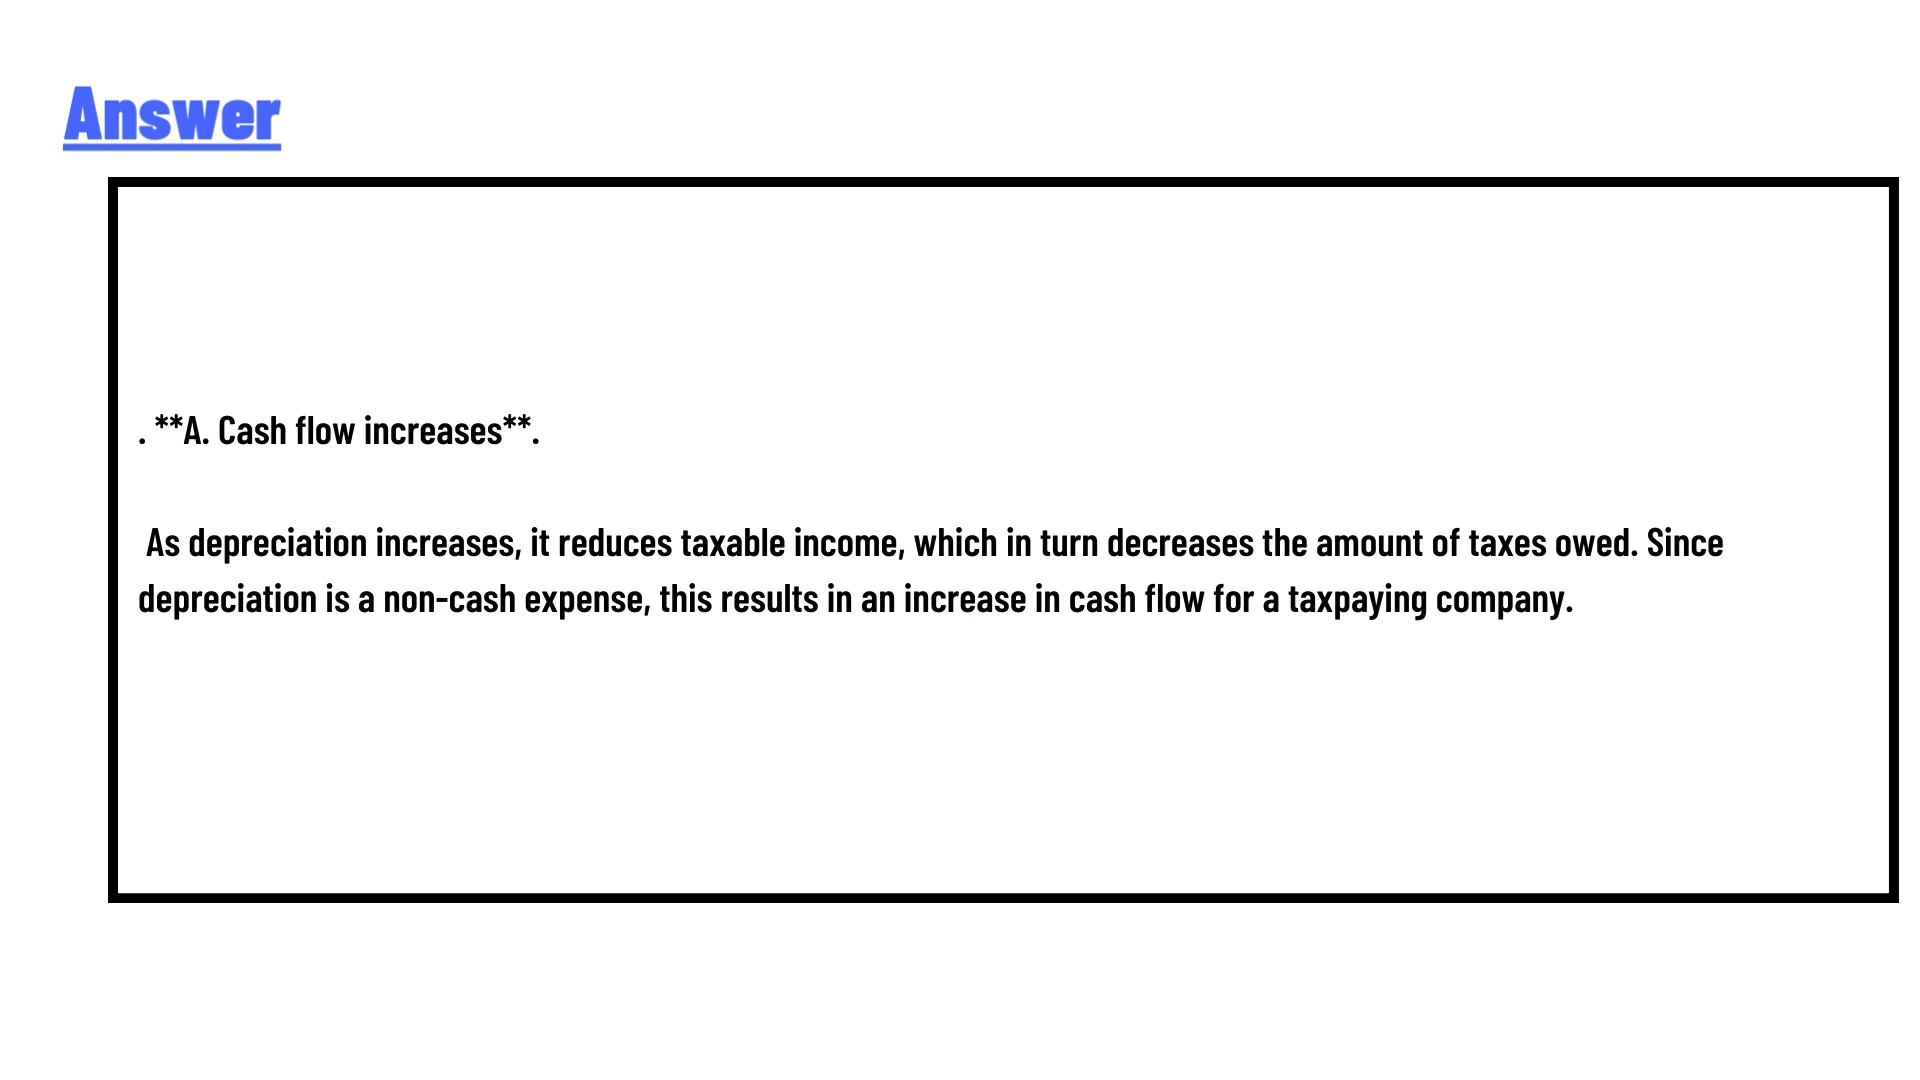 Answer
. **A. Cash flow increases**.
As depreciation increases, it reduces taxable income, which in turn decreases the amount of taxes owed. Since
depreciation is a non-cash expense, this results in an increase in cash flow for a taxpaying company.